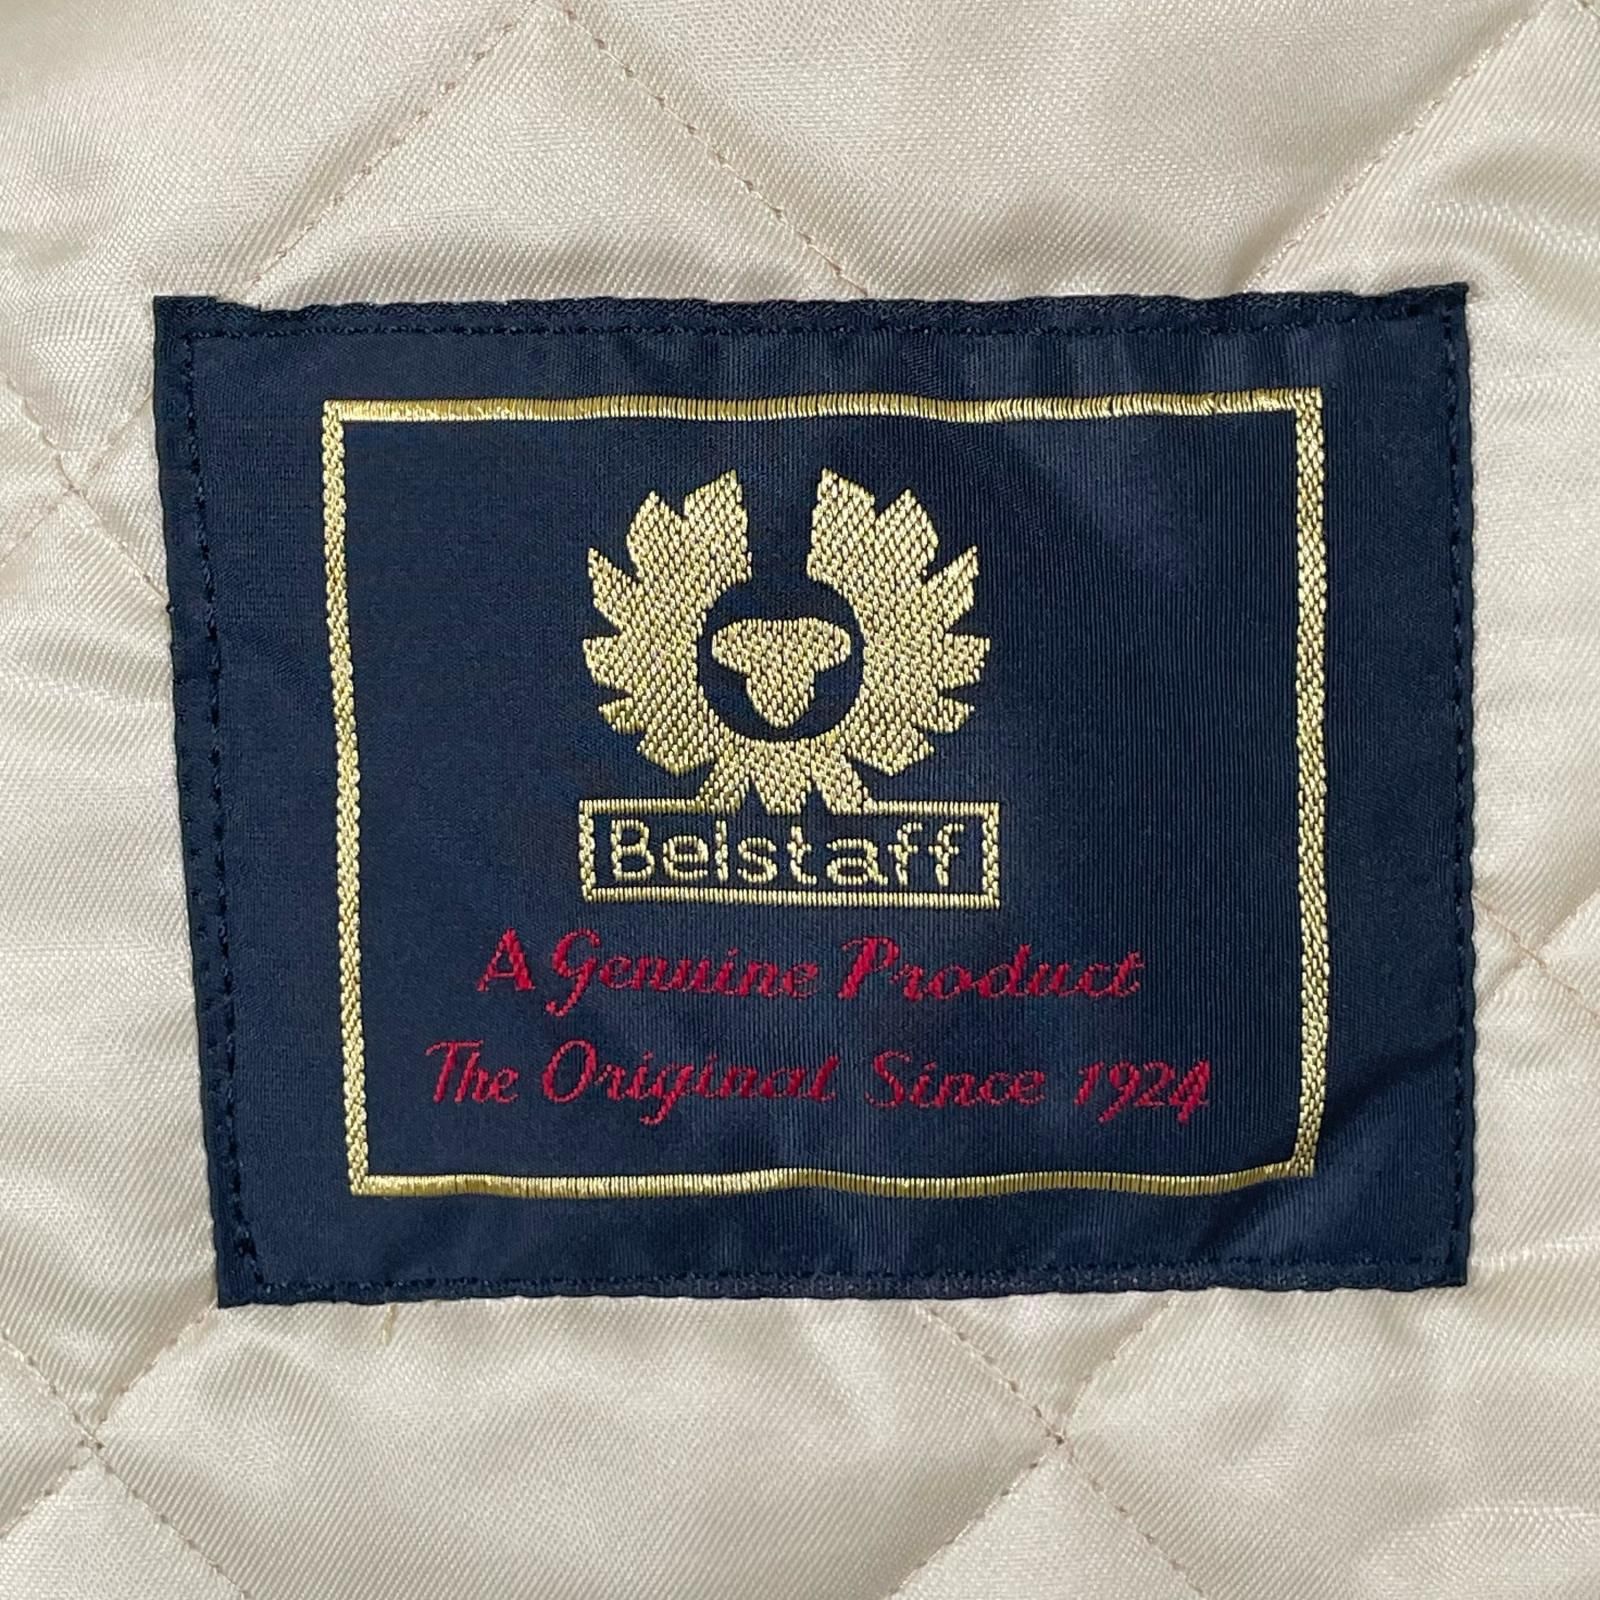 Belstaff
A Genuine Product
The Original Since 1924